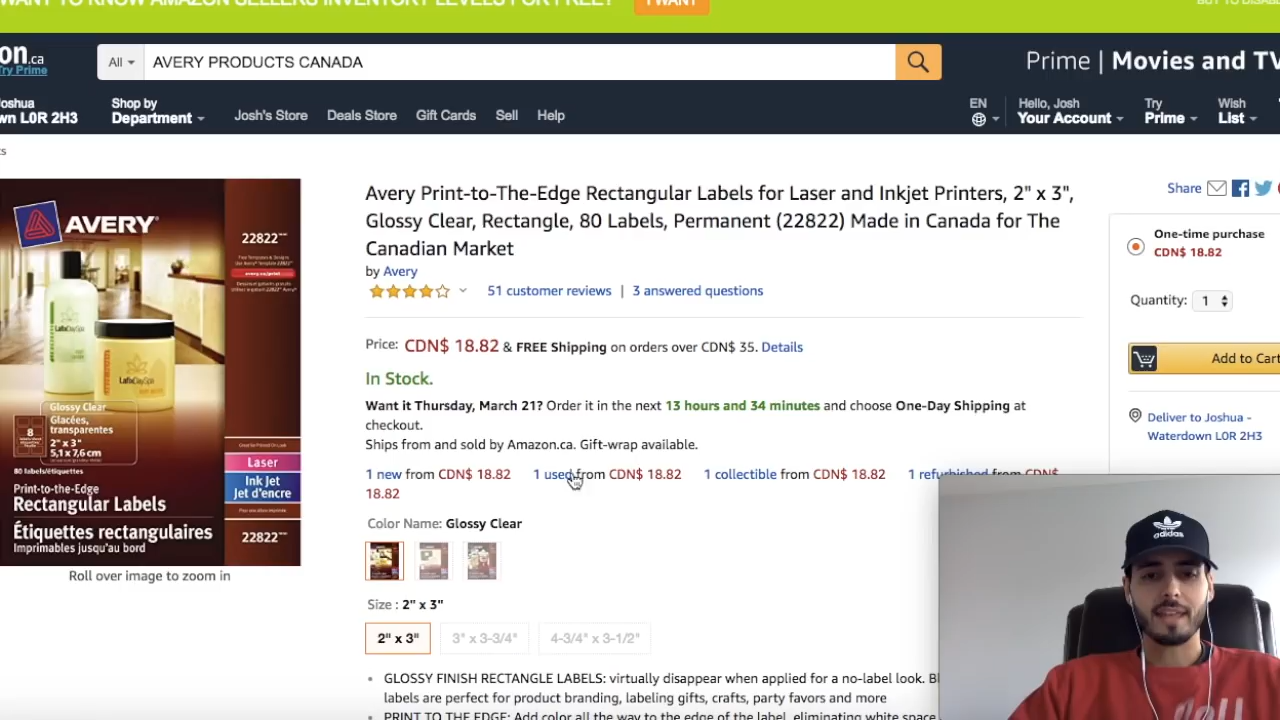 WANT TO KNOW AMAZON SELLERS INVENTORY LEVELS FOR FREE?
I WANT
on.ca
Try Prime
All
AVERY PRODUCTS CANADA
Prime | Movies and TV
Joshua
wn L0R 2H3
Shop by
Department
Josh's Store
Deals Store
Gift Cards
Sell
Help
EN
Hello, Josh
Your Account
Try
Prime
Wish
List
ts
Share
AVERY
22822
avery.ca/print
LafixDaySpa
LafixDaySpa
Glossy Clear
Glacées,
transparentes
2" x 3"
5,1 x 7,6 cm
8
80 labels/étiquettes
Print-to-the-Edge
Rectangular Labels
Étiquettes rectangulaires
Imprimables jusqu'au bord
Laser
Ink Jet
Jet d'encre
22822
Roll over image to zoom in
Avery Print-to-The-Edge Rectangular Labels for Laser and Inkjet Printers, 2" x 3",
Glossy Clear, Rectangle, 80 Labels, Permanent (22822) Made in Canada for The
Canadian Market
by Avery
51 customer reviews | 3 answered questions
Price: CDN$ 18.82 & FREE Shipping on orders over CDN$ 35. Details
In Stock.
Want it Thursday, March 21? Order it in the next 13 hours and 34 minutes and choose One-Day Shipping at
checkout.
Ships from and sold by Amazon.ca. Gift-wrap available.
1 new from CDN$ 18.82 1 used from CDN$ 18.82 1 collectible from CDN$ 18.82 1 refurbished from CDN$
18.82
Color Name: Glossy Clear
Size : 2" x 3"
2" x 3"
3" x 3-3/4"
4-3/4" x 3-1/2"
GLOSSY FINISH RECTANGLE LABELS: virtually disappear when applied for a no-label look.
labels are perfect for product branding, labeling gifts, crafts, party favors and more
PRINT TO THE EDGE: Add color all the way to the edge of the label, eliminating white space
One-time purchase
CDN$ 18.82
Quantity: 1
Add to Cart
Deliver to Joshua -
Waterdown L0R 2H3
adidas